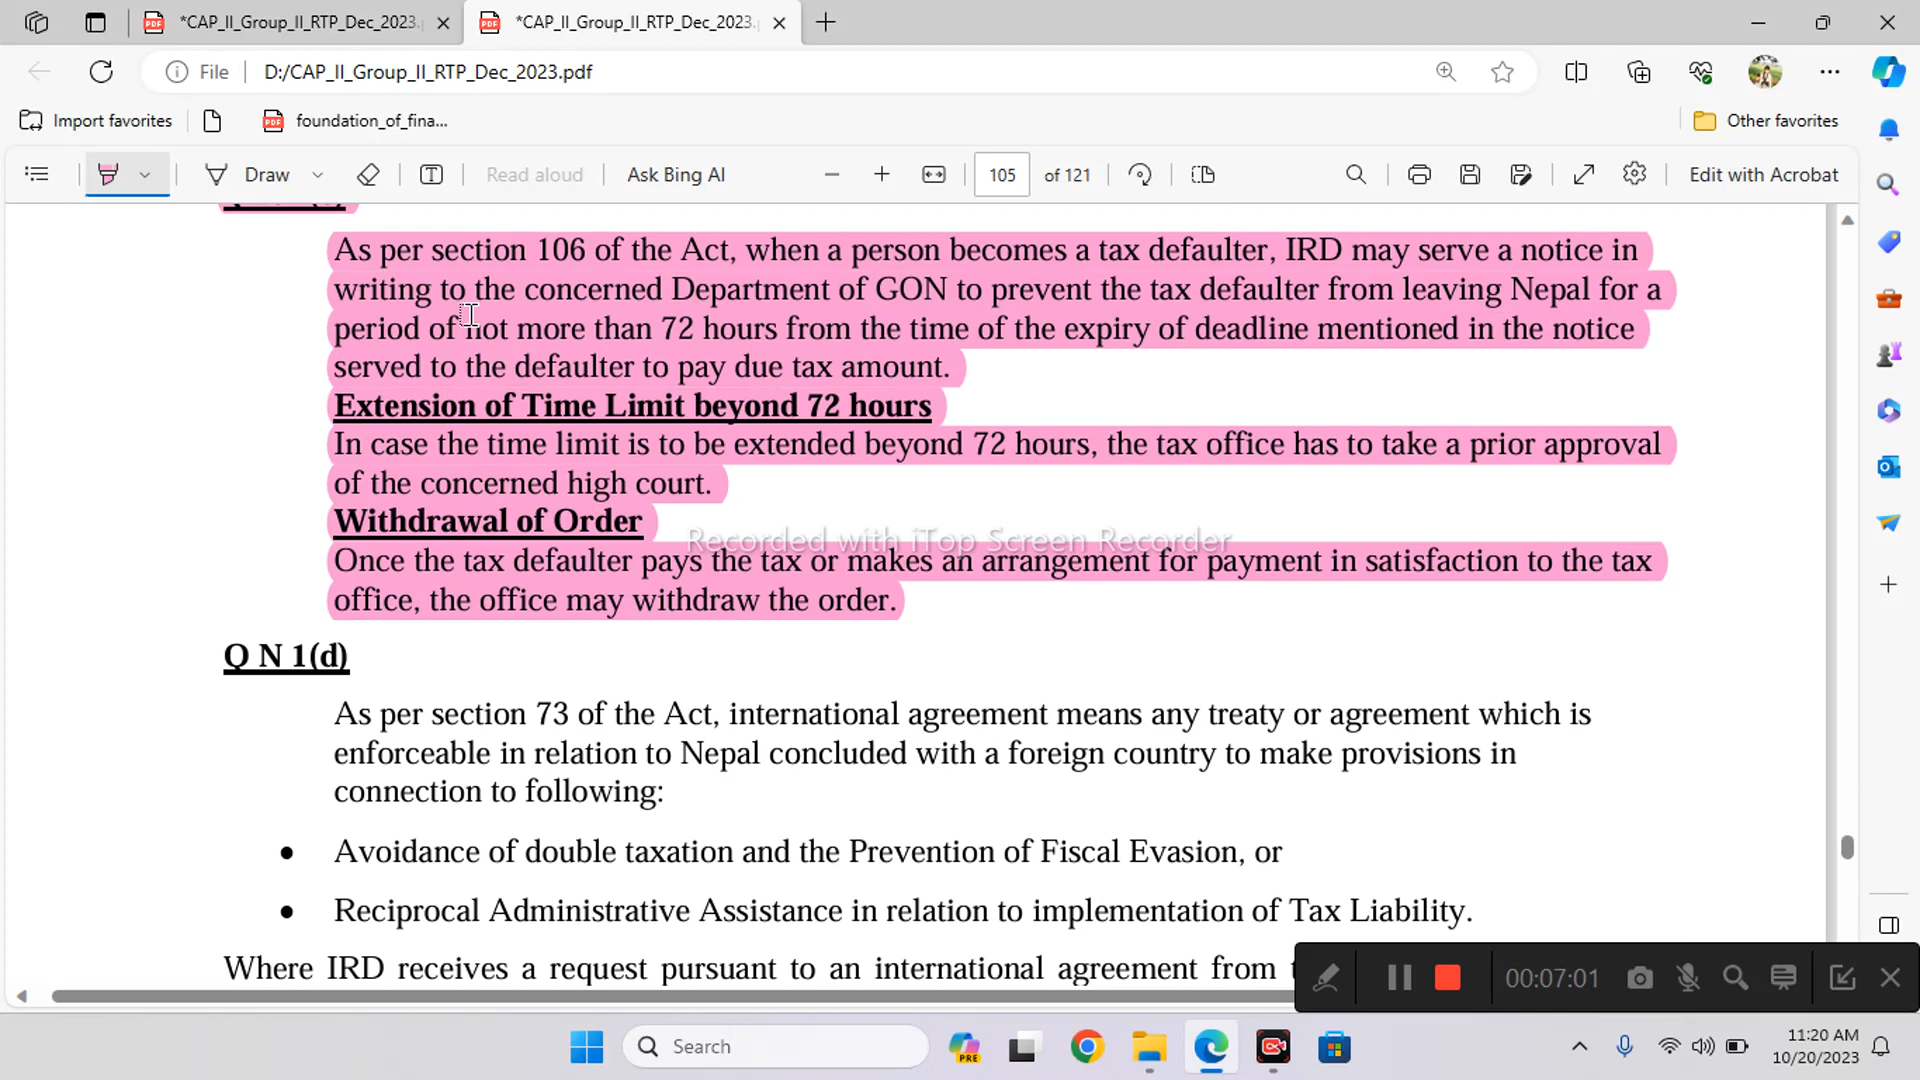 *CAP_II_Group_II_RTP_Dec_2023.
*CAP_II_Group_II_RTP_Dec_2023.
File
D:/CAP_II_Group_II_RTP_Dec_2023.pdf
Import favorites
foundation_of_fina...
Other favorites
Draw
Read aloud
Ask Bing AI
105
of 121
Edit with Acrobat
As per section 106 of the Act, when a person becomes a tax defaulter, IRD may serve a notice in
writing to the concerned Department of GON to prevent the tax defaulter from leaving Nepal for a
period of not more than 72 hours from the time of the expiry of deadline mentioned in the notice
served to the defaulter to pay due tax amount.
Extension of Time Limit beyond 72 hours
In case the time limit is to be extended beyond 72 hours, the tax office has to take a prior approval
of the concerned high court.
Withdrawal of Order
Recorded with iTop Screen Recorder
Once the tax defaulter pays the tax or makes an arrangement for payment in satisfaction to the tax
office, the office may withdraw the order.
Q N 1(d)
As per section 73 of the Act, international agreement means any treaty or agreement which is
enforceable in relation to Nepal concluded with a foreign country to make provisions in
connection to following:
• Avoidance of double taxation and the Prevention of Fiscal Evasion, or
• Reciprocal Administrative Assistance in relation to implementation of Tax Liability.
Where IRD receives a request pursuant to an international agreement from
00:07:01
Search
PRE
11:20 AM
10/20/2023